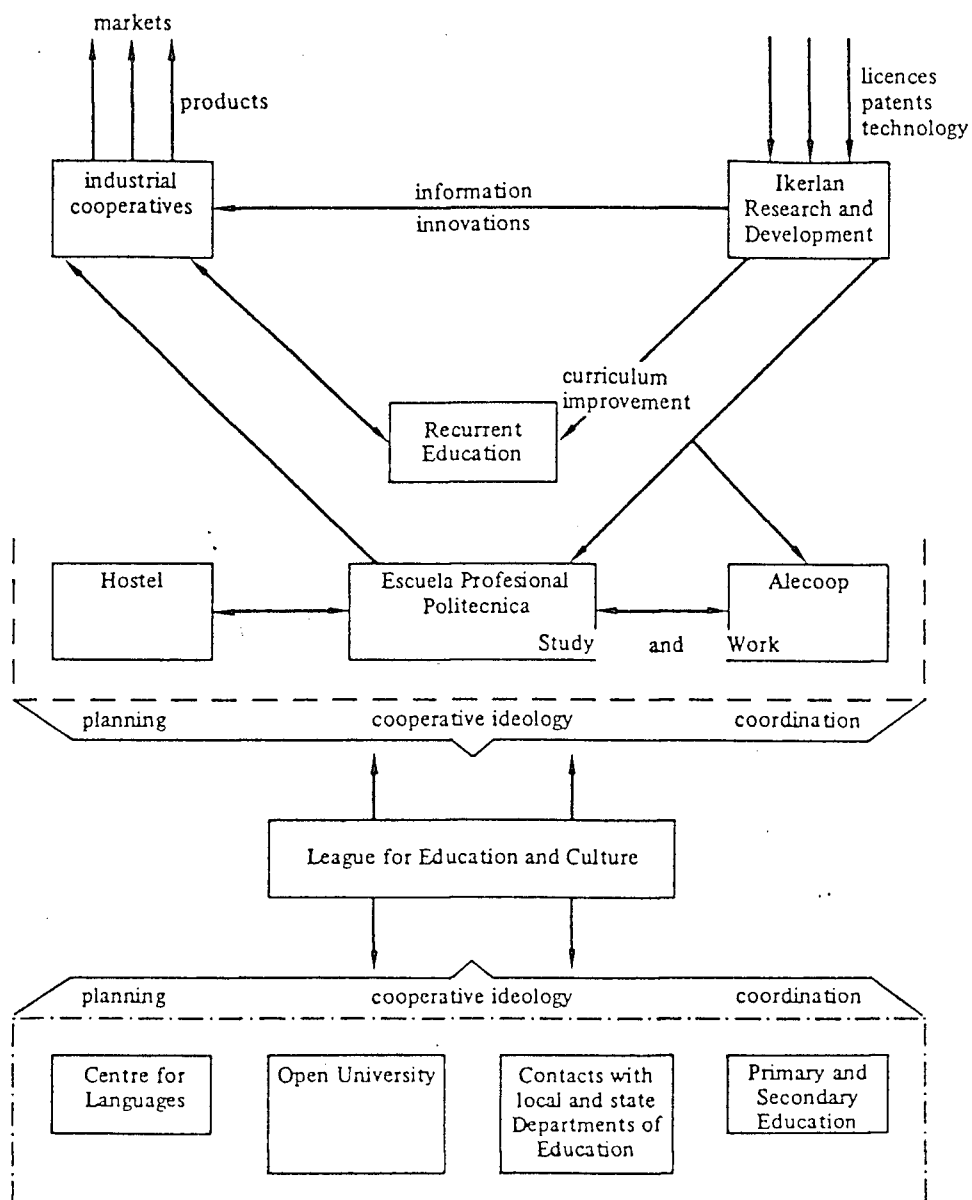 markets
products
licences
patents
technology
industrial
cooperatives
information
innovations
Ikerlan
Research and
Development
curriculum
improvement
Recurrent
Education
Hostel
Escuela Profesional
Politecnica
Alecoop
Study and Work
planning cooperative ideology coordination
League for Education and Culture
planning cooperative ideology coordination
Centre for
Languages
Open University
Contacts with
local and state
Departments of
Education
Primary and
Secondary
Education